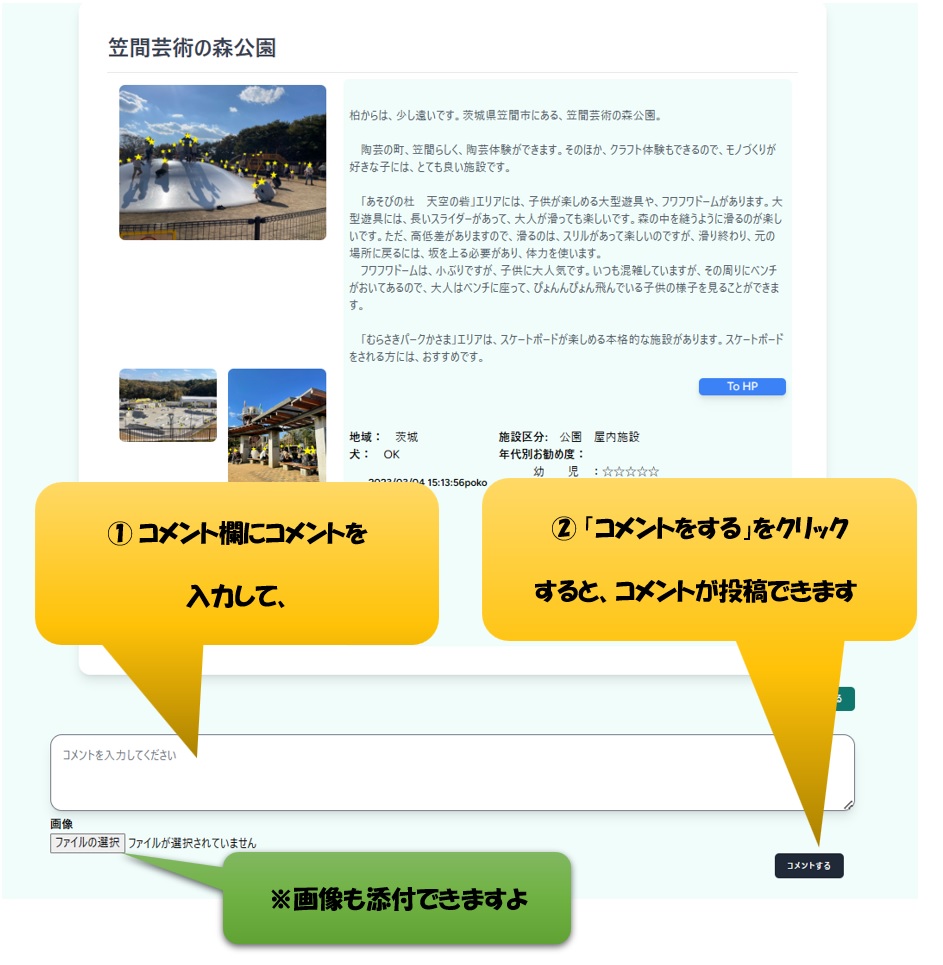 笠間芸術の森公園
柏からは、少し遠いです。茨城県笠間市にある、笠間芸術の森公園。
陶芸の町、笠間らしく、陶芸体験ができます。そのほか、クラフト体験もできるので、モノづくりが
好きな子には、とても良い施設です。
「あそびの杜　天空の砦」エリアには、子供が楽しめる大型遊具や、フワフワドームがあります。大
型遊具には、長いスライダーがあって、大人が滑っても楽しいです。森の中を縫うように滑るのが楽し
いです。ただ、高低差がありますので、滑るのは、スリルがあって楽しいのですが、滑り終わり、元の
場所に戻るには、坂を上る必要があり、体力を使います。
フワフワドームは、小ぶりですが、子供に大人気です。いつも混雑していますが、その周りにベンチ
がおいてあるので、大人はベンチに座って、ぴょんんぴょん飛んでいる子供の様子を見ることができま
す。
「むらさきパークかさま」エリアは、スケートボードが楽しめる本格的な施設があります。スケートボード
をされる方には、おすすめです。
To HP
地域：　茨城　施設区分:　公園　屋内施設
犬：　OK　年代別お勧め度：
幼　児　：☆☆☆☆☆
2023/03/04 15:13:56poko
① コメント欄にコメントを
入力して、
②「コメントをする」をクリック
すると、コメントが投稿できます
る
コメントを入力してください
画像
ファイルの選択 ファイルが選択されていません
コメントする
※画像も添付できますよ